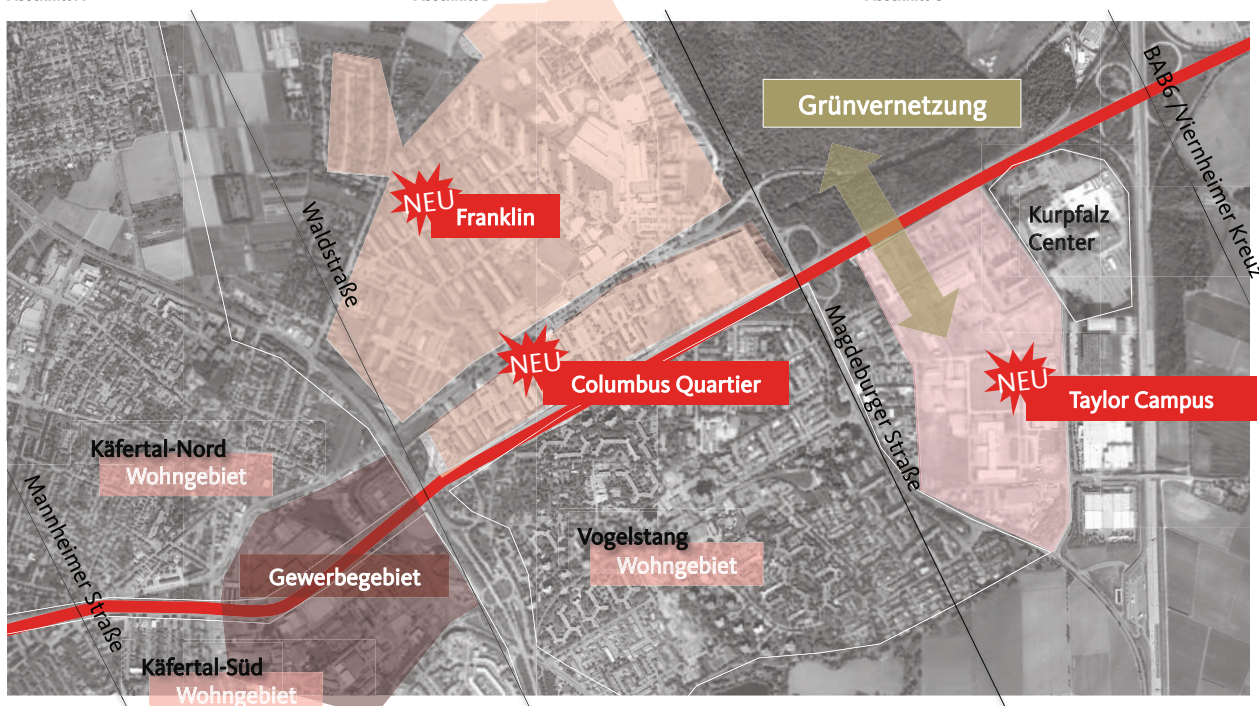 Grünvernetzung
BAB6 /Viernheimer Kreuz
NEU
Franklin
Waldstraße
Kurpfalz
Center
NEU
Columbus Quartier
Magdeburger Straße
NEU
Taylor Campus
Käfertal-Nord
Wohngebiet
Mannheimer Straße
Vogelstang
Wohngebiet
Gewerbegebiet
Käfertal-Süd
Wohngebiet